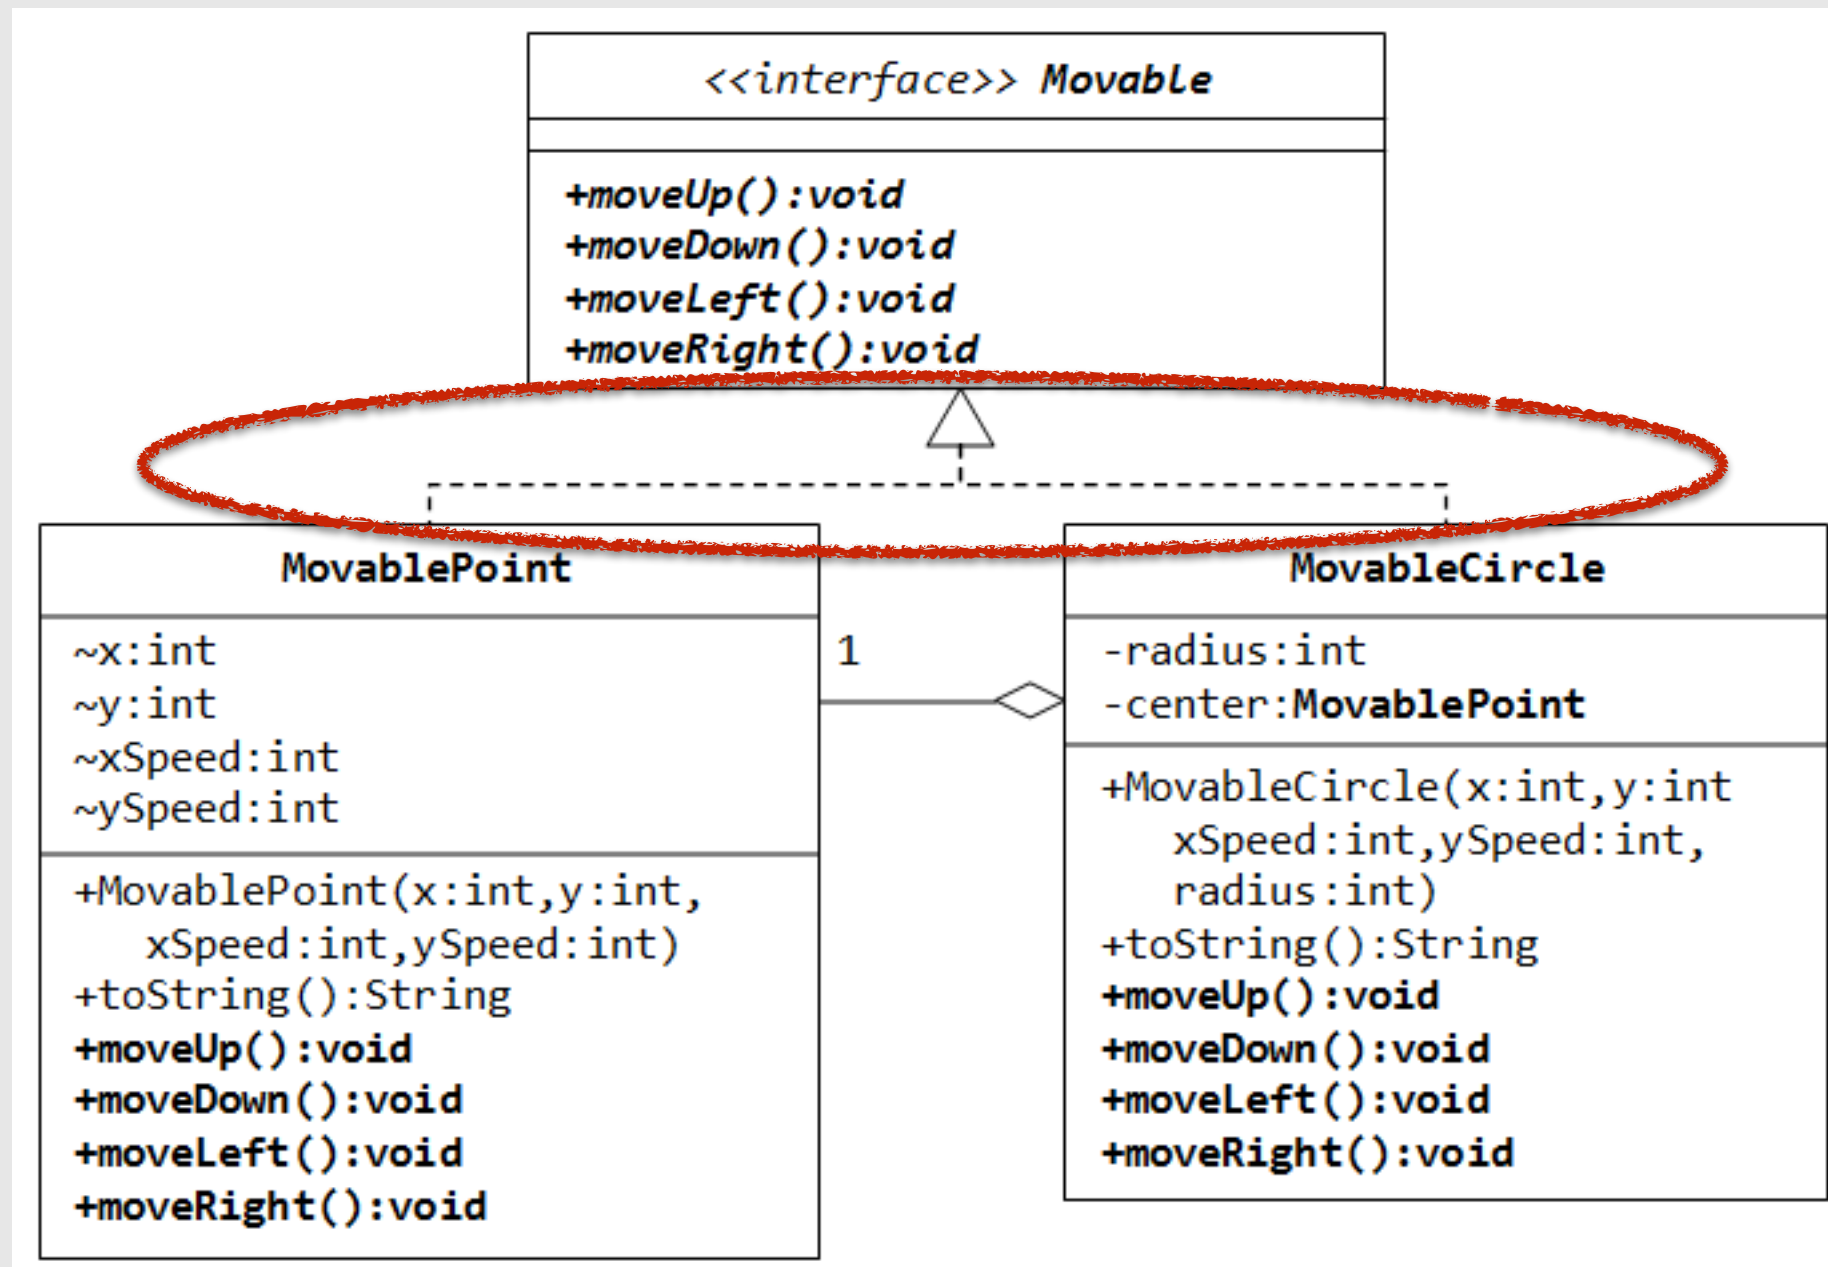 <<interface>> Movable
+moveUp():void
+moveDown():void
+moveLeft():void
+moveRight():void
MovablePoint
~x:int
~y:int
~xSpeed:int
~ySpeed:int
+MovablePoint(x:int,y:int,
xSpeed:int,ySpeed:int)
+toString():String
+moveUp():void
+moveDown():void
+moveLeft():void
+moveRight():void
1
MovableCircle
-radius:int
-center:MovablePoint
+MovableCircle(x:int,y:int
xSpeed:int,ySpeed:int,
radius:int)
+toString():String
+moveUp():void
+moveDown():void
+moveLeft():void
+moveRight():void